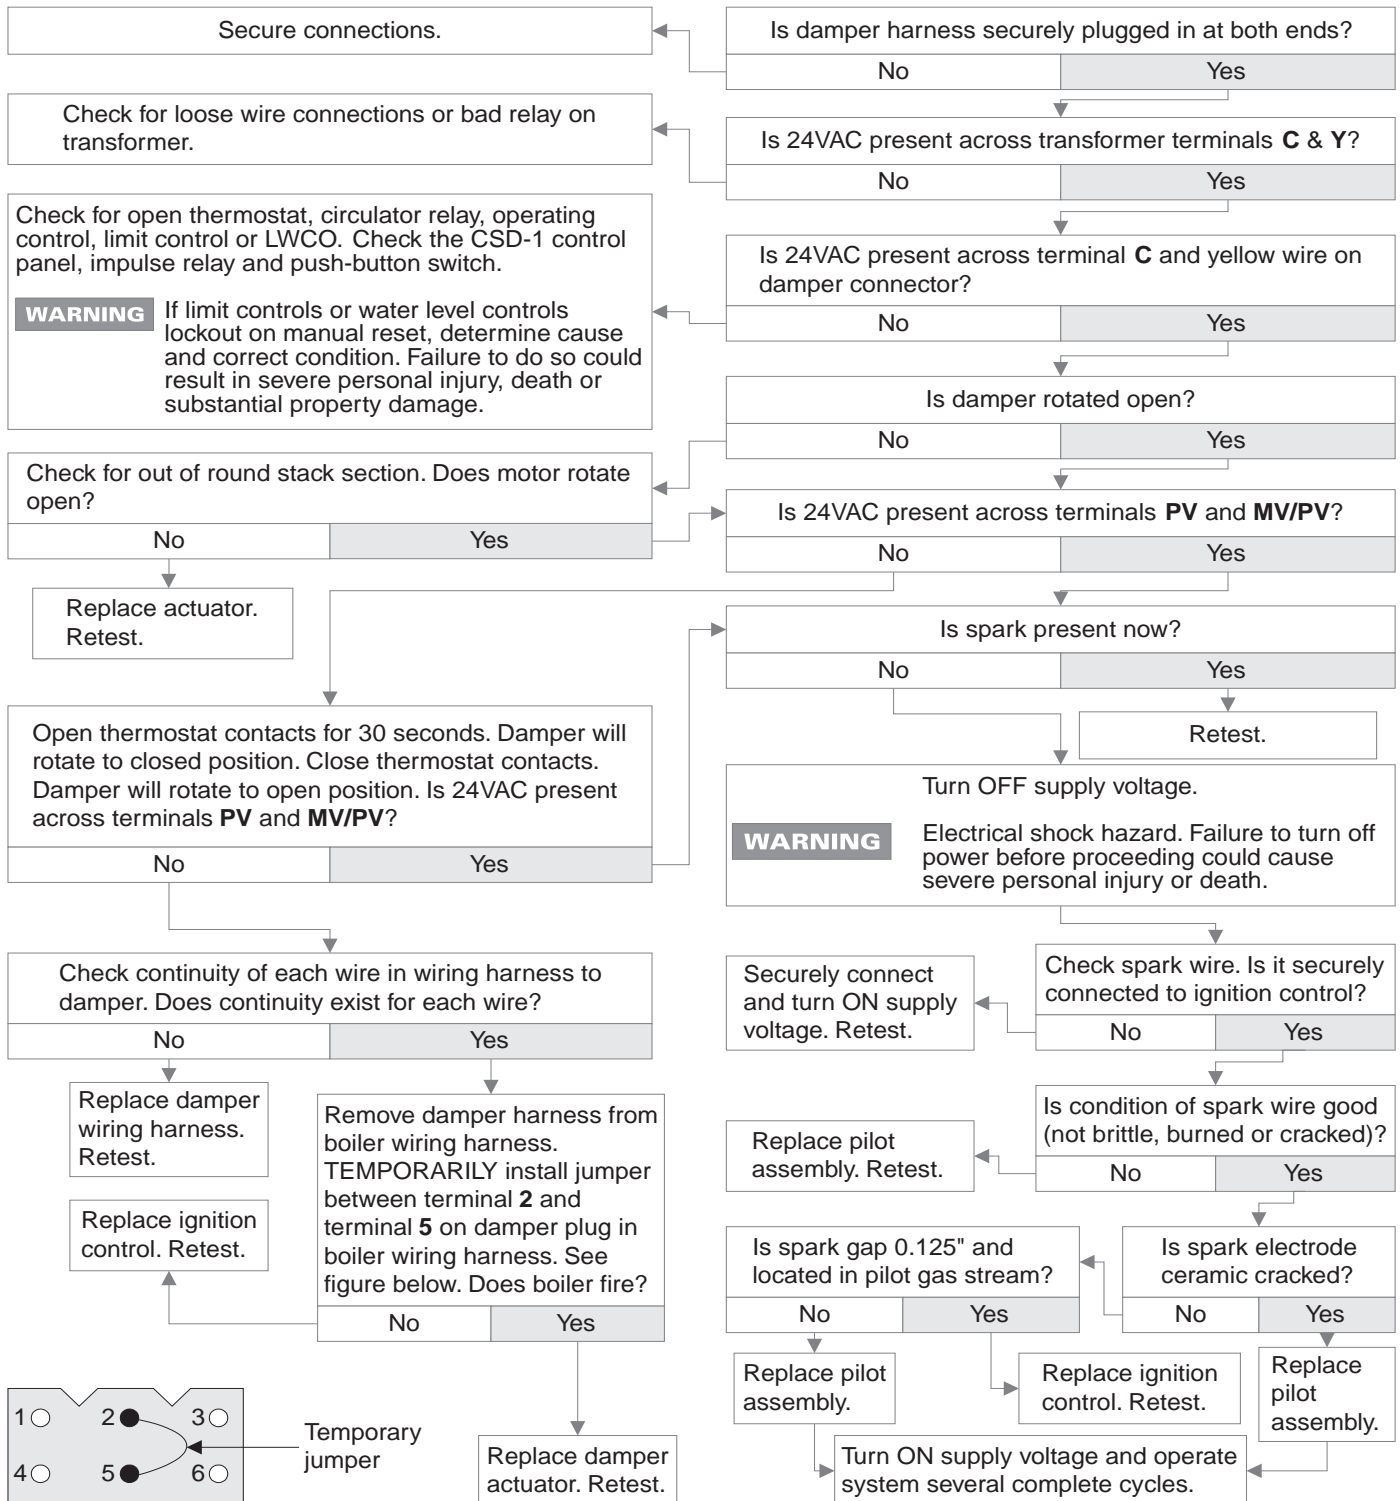 Secure connections.
Is damper harness securely plugged in at both ends?
No
Yes
Check for loose wire connections or bad relay on
transformer.
Is 24VAC present across transformer terminals C & Y?
No
Yes
Check for open thermostat, circulator relay, operating
control, limit control or LWCO. Check the CSD-1 control
panel, impulse relay and push-button switch.
WARNING
If limit controls or water level controls
lockout on manual reset, determine cause
and correct condition. Failure to do so could
result in severe personal injury, death or
substantial property damage.
Is 24VAC present across terminal C and yellow wire on
damper connector?
No
Yes
Is damper rotated open?
No
Yes
Check for out of round stack section. Does motor rotate
open?
No
Yes
Is 24VAC present across terminals PV and MV/PV?
No
Yes
Replace actuator.
Retest.
Is spark present now?
No
Yes
Retest.
Open thermostat contacts for 30 seconds. Damper will
rotate to closed position. Close thermostat contacts.
Damper will rotate to open position. Is 24VAC present
across terminals PV and MV/PV?
No
Yes
Turn OFF supply voltage.
WARNING
Electrical shock hazard. Failure to turn off
power before proceeding could cause
severe personal injury or death.
Check continuity of each wire in wiring harness to
damper. Does continuity exist for each wire?
No
Yes
Securely connect
and turn ON supply
voltage. Retest.
Check spark wire. Is it securely
connected to ignition control?
No
Yes
Replace damper
wiring harness.
Retest.
Remove damper harness from
boiler wiring harness.
TEMPORARILY install jumper
between terminal 2 and
terminal 5 on damper plug in
boiler wiring harness. See
figure below. Does boiler fire?
No
Yes
Replace ignition
control. Retest.
Replace pilot
assembly. Retest.
Is condition of spark wire good
(not brittle, burned or cracked)?
No
Yes
Is spark gap 0.125" and
located in pilot gas stream?
No
Yes
Is spark electrode
ceramic cracked?
No
Yes
Replace pilot
assembly.
Replace ignition
control. Retest.
Replace
pilot
assembly.
1
2
3
4
5
6
Temporary
jumper
Replace damper
actuator. Retest.
Turn ON supply voltage and operate
system several complete cycles.